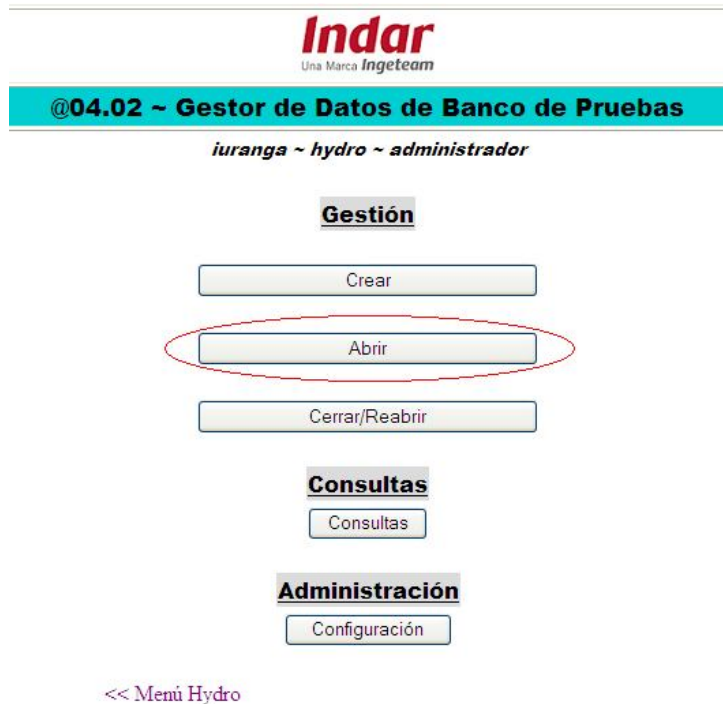 Indar
Una Marca Ingeteam
@04.02 ~ Gestor de Datos de Banco de Pruebas
iuranga ~ hydro ~ administrador
Gestión
Crear
Abrir
Cerrar/Reabrir
Consultas
Consultas
Administración
Configuración
<< Menú Hydro